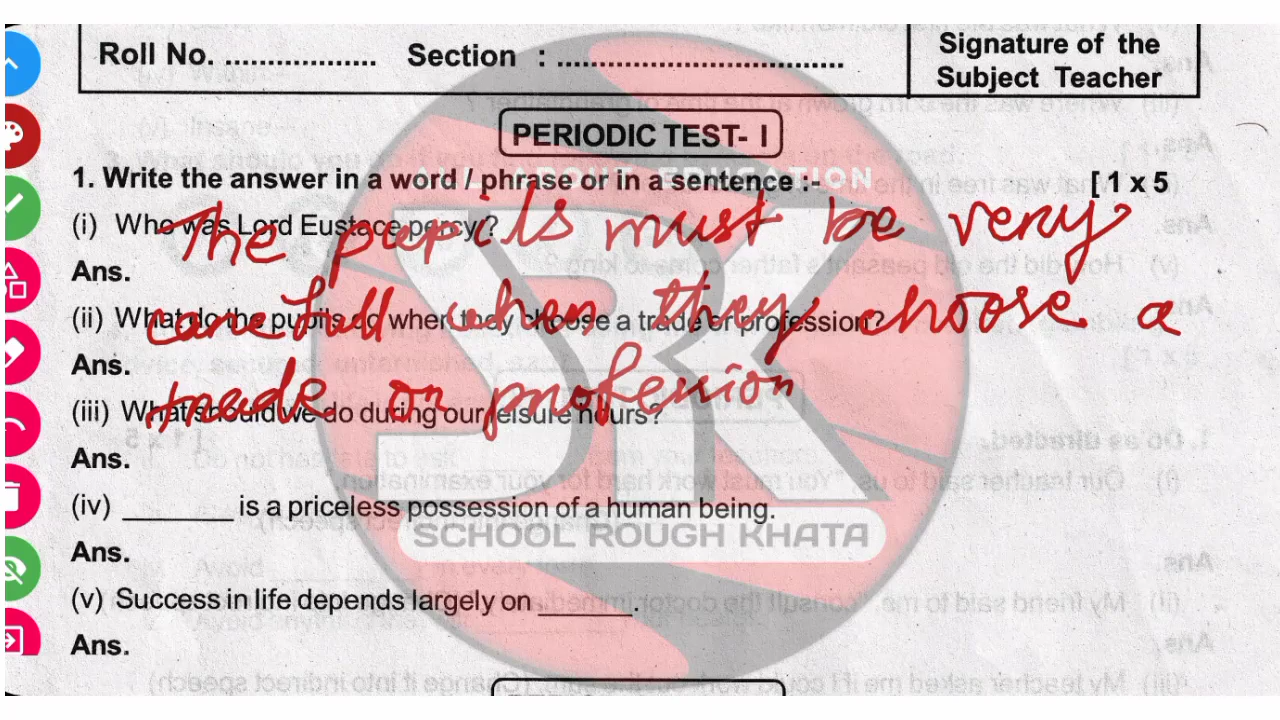 Roll No. .................. Section : ..................................
Signature of the
Subject Teacher
PERIODIC TEST- I
ALL ABOUT EDUCATION
1. Write the answer in a word / phrase or in a sentence :- [ 1 x 5
(i) Who was Lord Eustace percy ?
The pupils must be very
Ans.
(ii) What do the pupils do when they choose a trade or profession?
carefull when they choose a
Ans.
trade or profession
(iii) What should we do during our leisure hours?
Ans.
(iv) ________ is a priceless possession of a human being.
SCHOOL ROUGH KHATA
Ans.
(v) Success in life depends largely on _______.
Ans.